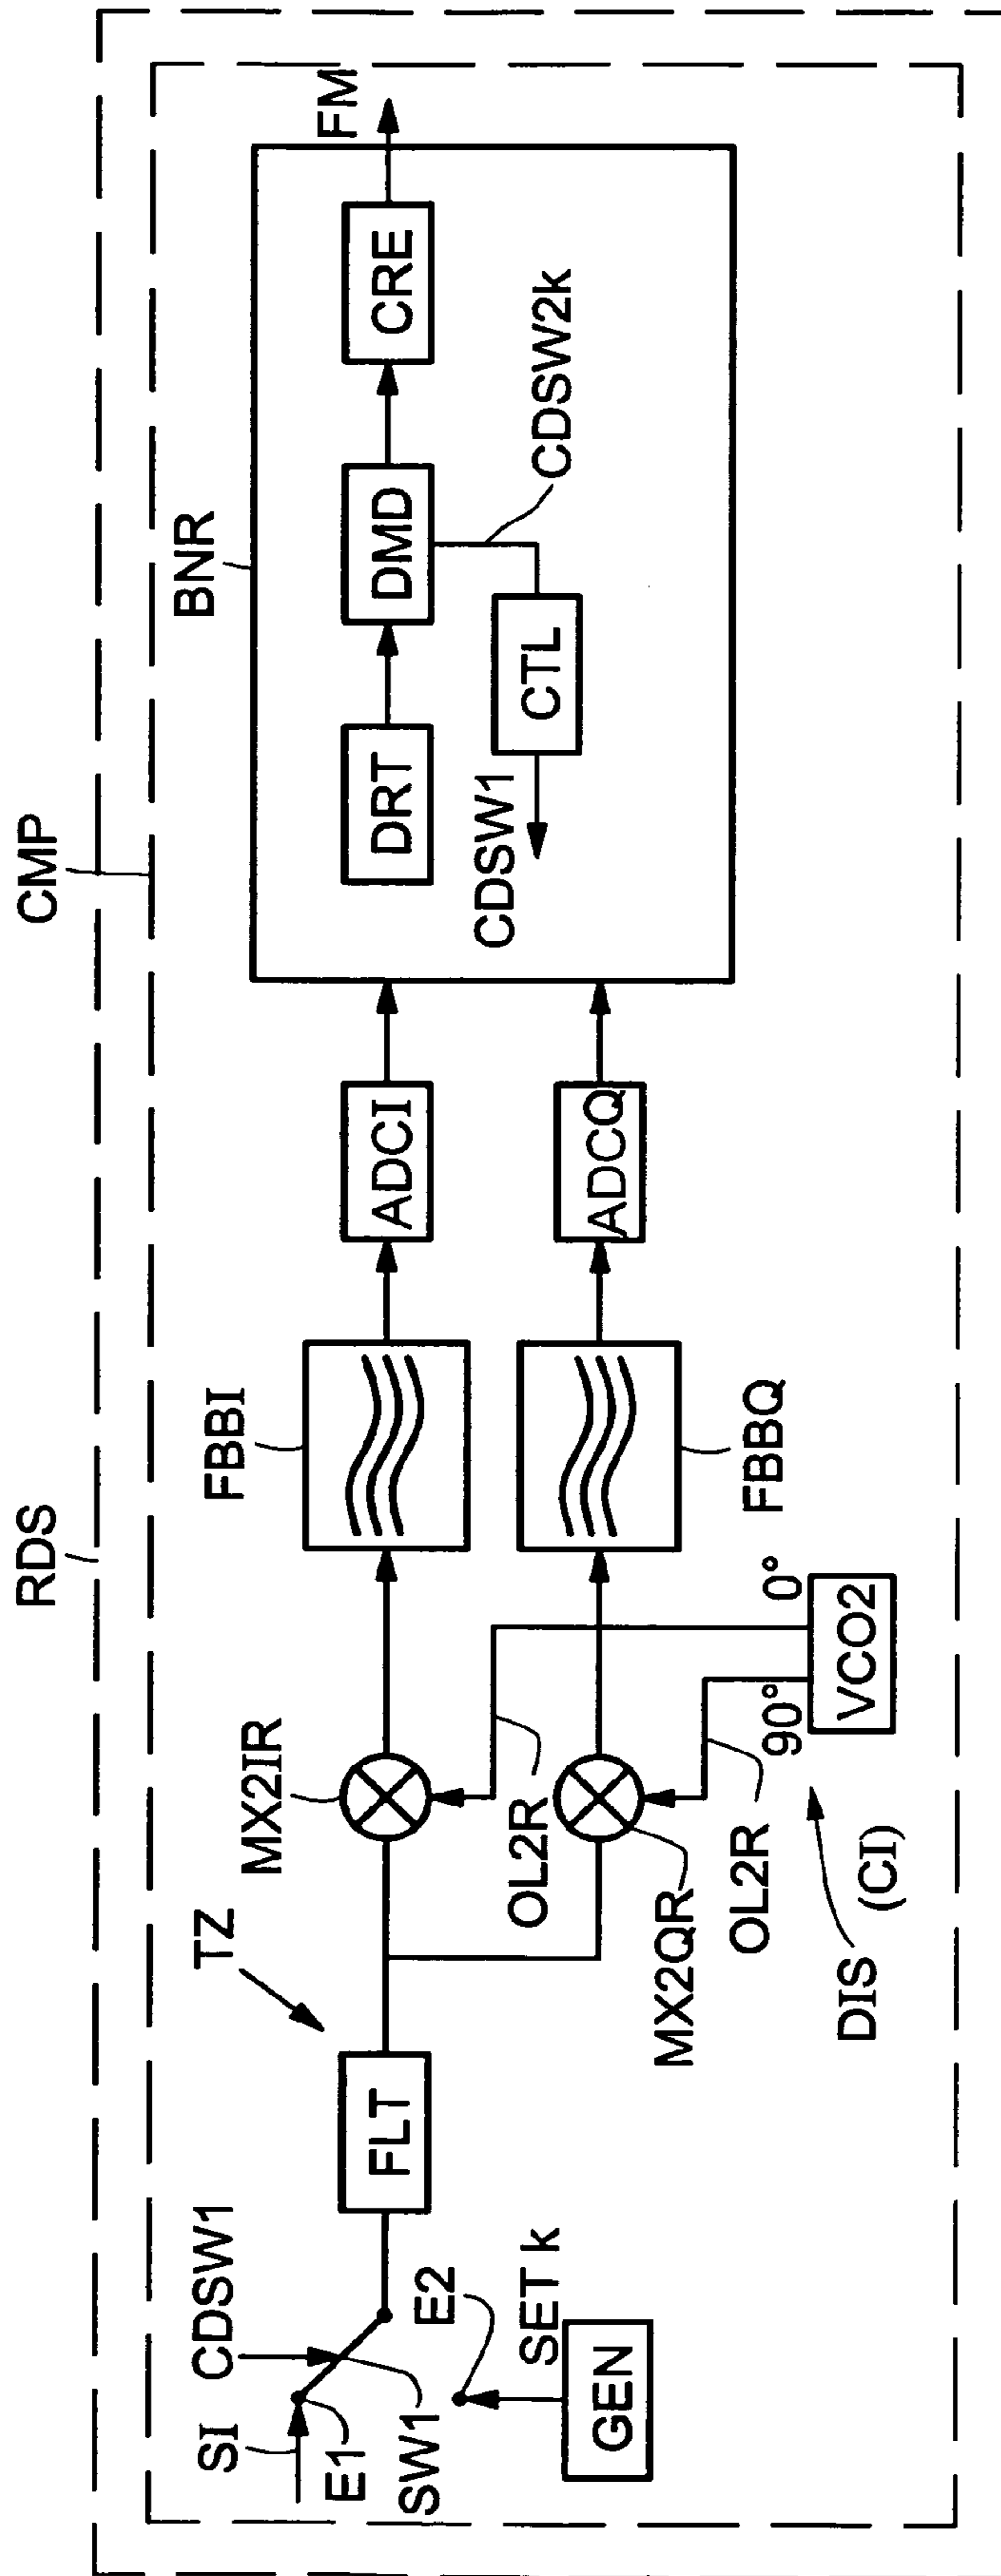 RDS
CMP
SI
E1
CDSW1
SW1
E2
SET k
GEN
FLT
TZ
MX2IR
OL2R
MX2QR
OL2R
90°
0°
VCO2
DIS
(CI)
FBBI
FBBQ
ADCI
ADCQ
BNR
DRT
DMD
CRE
FM
CTL
CDSW1
CDSW2k